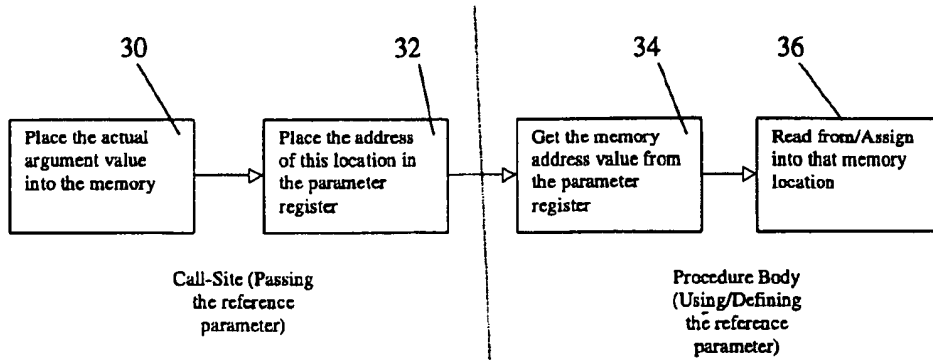 30
32
34
36
Place the actual
argument value
into the memory
Place the address
of this location in
the parameter
register
Get the memory
address value from
the parameter
register
Read from/Assign
into that memory
location
Call-Site (Passing
the reference
parameter)
Procedure Body
(Using/Defining
the reference
parameter)